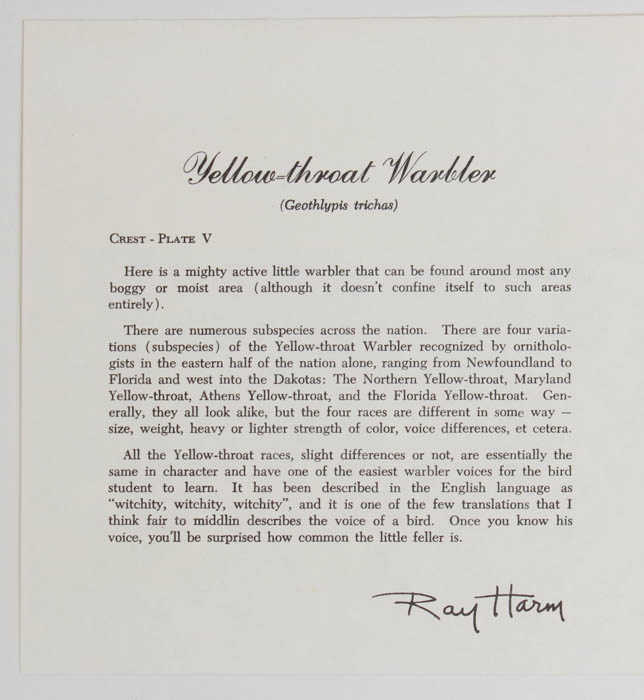 Yellow-throat Warbler
(Geothlypis trichas)
Crest - Plate V
Here is a mighty active little warbler that can be found around most any
boggy or moist area (although it doesn't confine itself to such areas
entirely).
There are numerous subspecies across the nation. There are four varia-
tions (subspecies) of the Yellow-throat Warbler recognized by ornitholo-
gists in the eastern half of the nation alone, ranging from Newfoundland to
Florida and west into the Dakotas: The Northern Yellow-throat, Maryland
Yellow-throat, Athens Yellow-throat, and the Florida Yellow-throat. Gen-
erally, they all look alike, but the four races are different in some way —
size, weight, heavy or lighter strength of color, voice differences, et cetera.
All the Yellow-throat races, slight differences or not, are essentially the
same in character and have one of the easiest warbler voices for the bird
student to learn. It has been described in the English language as
"witchity, witchity, witchity", and it is one of the few translations that I
think fair to middlin describes the voice of a bird. Once you know his
voice, you'll be surprised how common the little feller is.
Ray Harm